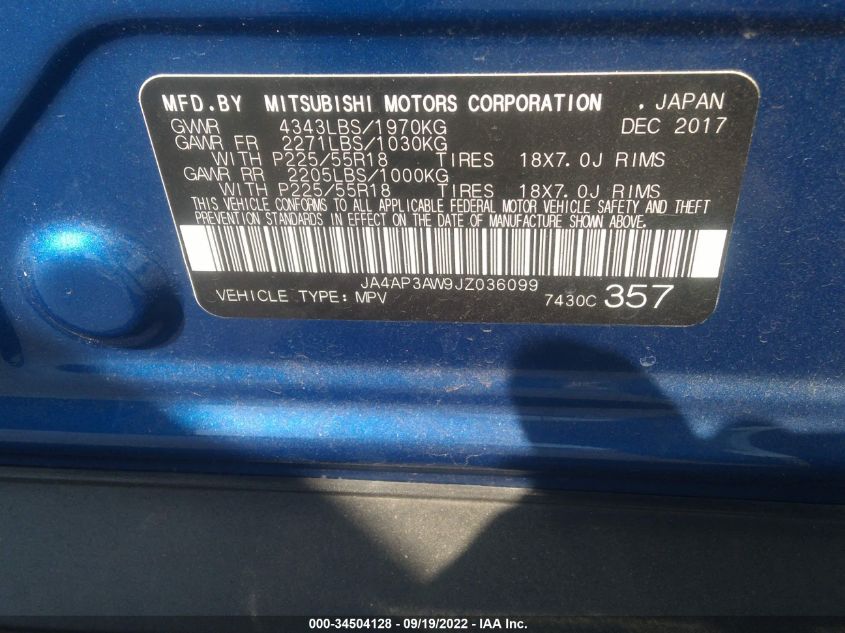 MFD.BY MITSUBISHI MOTORS CORPORATION . JAPAN
GVWR 4343LBS/1970KG DEC 2017
GAWR FR 2271LBS/1030KG
WITH P225/55R18 TIRES 18X7.0J RIMS
GAWR RR 2205LBS/1000KG
WITH P225/55R18 TIRES 18X7.0J RIMS
THIS VEHICLE CONFORMS TO ALL APPLICABLE FEDERAL MOTOR VEHICLE SAFETY AND THEFT
PREVENTION STANDARDS IN EFFECT ON THE DATE OF MANUFACTURE SHOWN ABOVE.
JA4AP3AW9JZ036099
VEHICLE TYPE: MPV 7430C 357
000-34504128 - 09/19/2022 - IAA Inc.